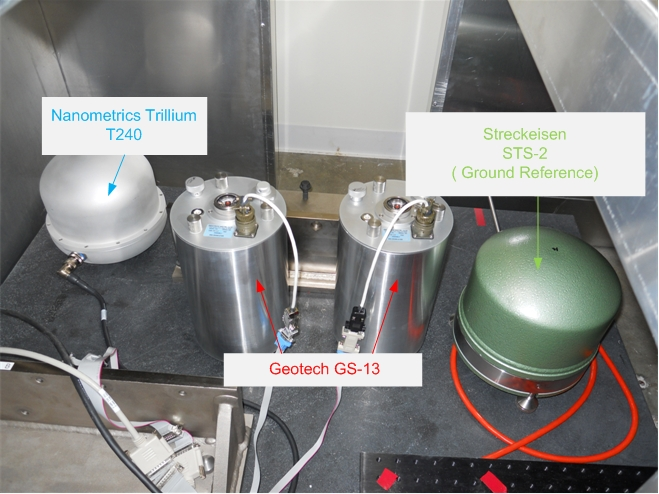 Nanometrics Trillium
T240
Streckeisen
STS-2
( Ground Reference)
Geotech GS-13